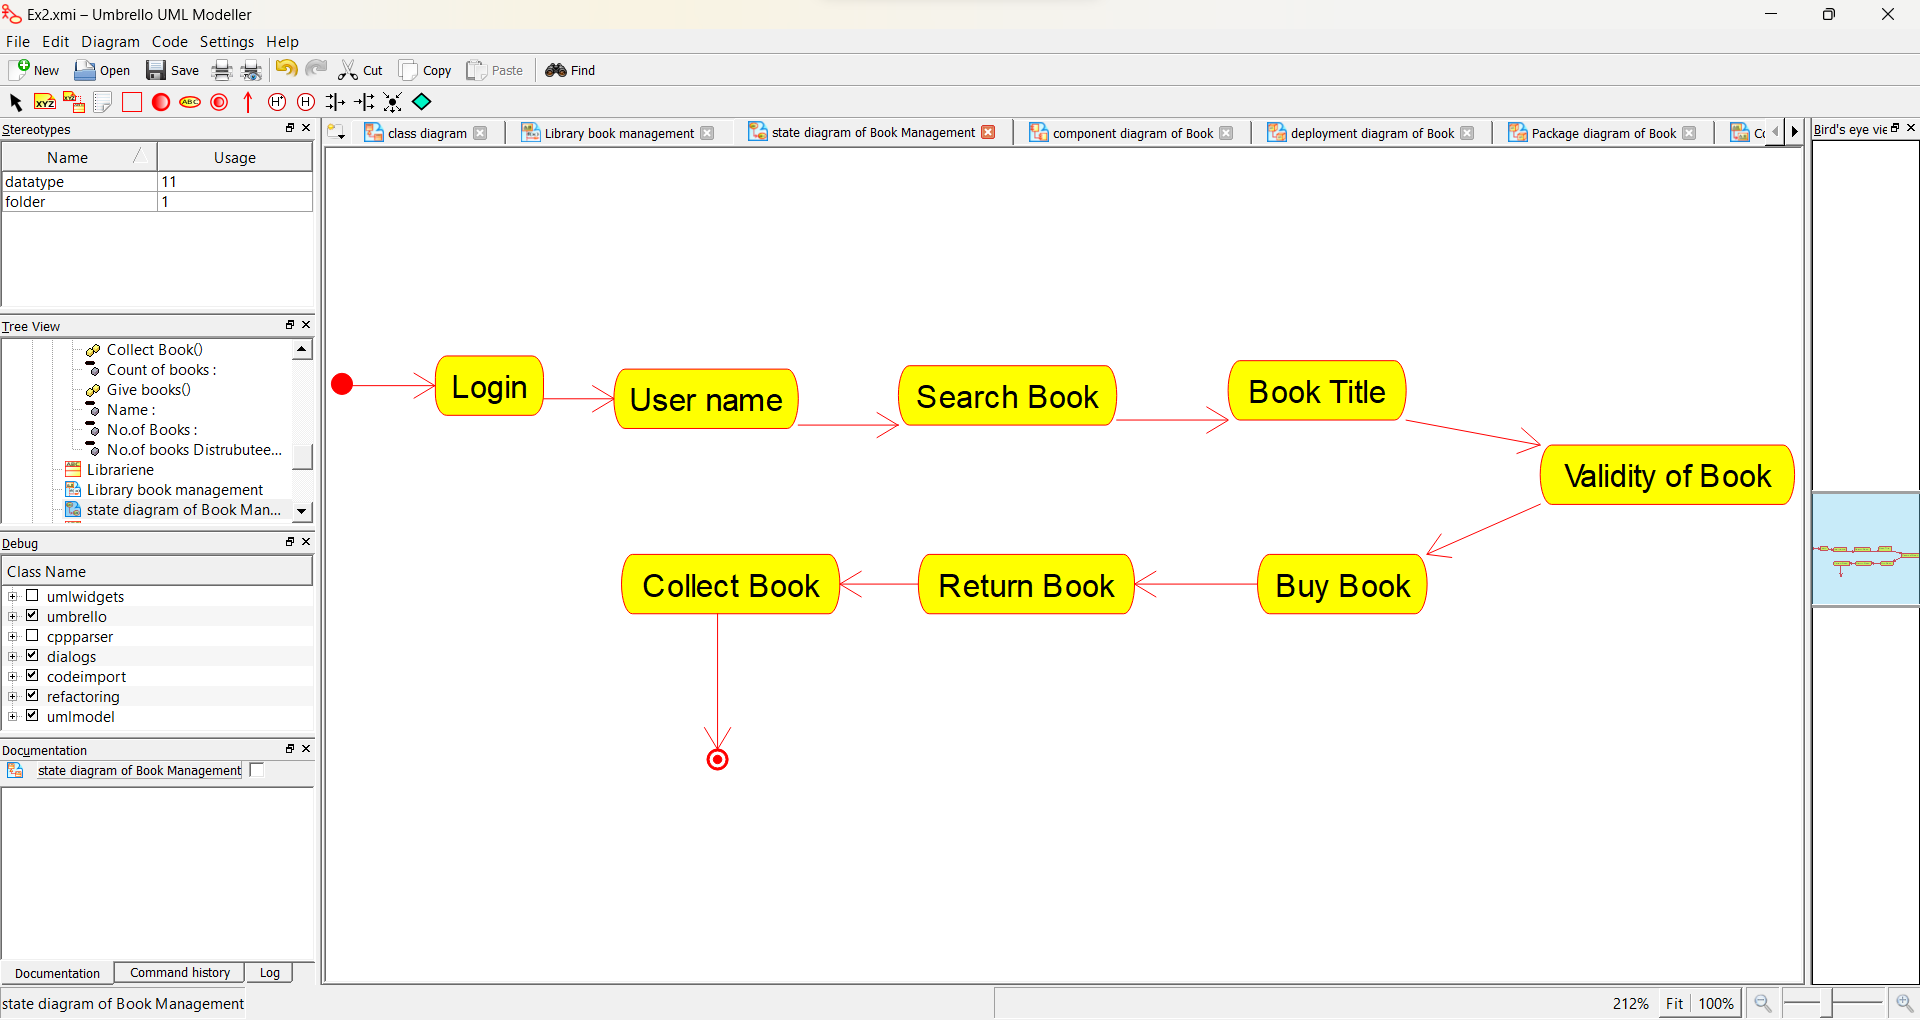 Ex2.xmi – Umbrello UML Modeller
File Edit Diagram Code Settings Help
New Open Save Cut Copy Paste Find
XYZ XYZ ABC H* H
Stereotypes
Name Usage
datatype 11
folder 1
Tree View
Collect Book()
Count of books :
Give books()
Name :
No.of Books :
No.of books Distrubutee...
Librariene
Library book management
state diagram of Book Man...
Debug
Class Name
umlwidgets
umbrello
cppparser
dialogs
codeimport
refactoring
umlmodel
Documentation
state diagram of Book Management
Documentation Command history Log
class diagram
Library book management
state diagram of Book Management
component diagram of Book
deployment diagram of Book
Package diagram of Book
Bird's eye vie
Login
User name
Search Book
Book Title
Validity of Book
Collect Book
Return Book
Buy Book
state diagram of Book Management
212% Fit 100%